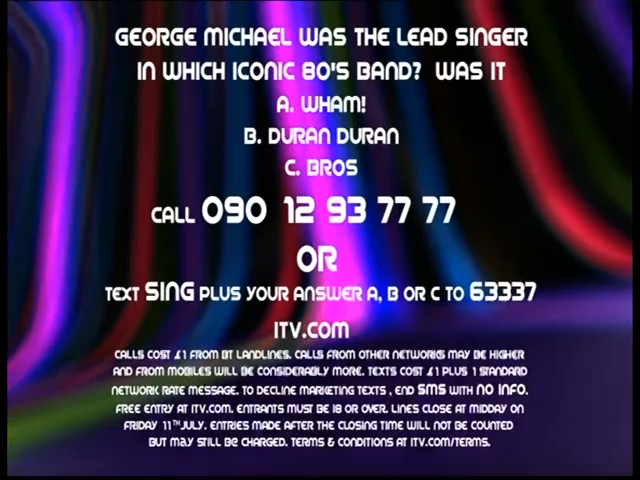 GEORGE MICHAEL WAS THE LEAD SINGER
IN WHICH ICONIC 80'S BAND? WAS IT
A. WHAM!
B. DURAN DURAN
C. BROS
CALL 090 12 93 77 77
OR
TEXT SING PLUS YOUR ANSWER A, B OR C TO 63337
ITV.COM
CALLS COST £1 FROM BT LANDLINES. CALLS FROM OTHER NETWORKS MAY BE HIGHER
AND FROM MOBILES WILL BE CONSIDERABLY MORE. TEXTS COST £1 PLUS 1 STANDARD
NETWORK RATE MESSAGE. TO DECLINE MARKETING TEXTS , END SMS WITH NO INFO.
FREE ENTRY AT ITV.COM. ENTRANTS MUST BE 18 OR OVER. LINES CLOSE AT MIDDAY ON
FRIDAY 11TH JULY. ENTRIES MADE AFTER THE CLOSING TIME WILL NOT BE COUNTED
BUT MAY STILL BE CHARGED. TERMS & CONDITIONS AT ITV.COM/TERMS.